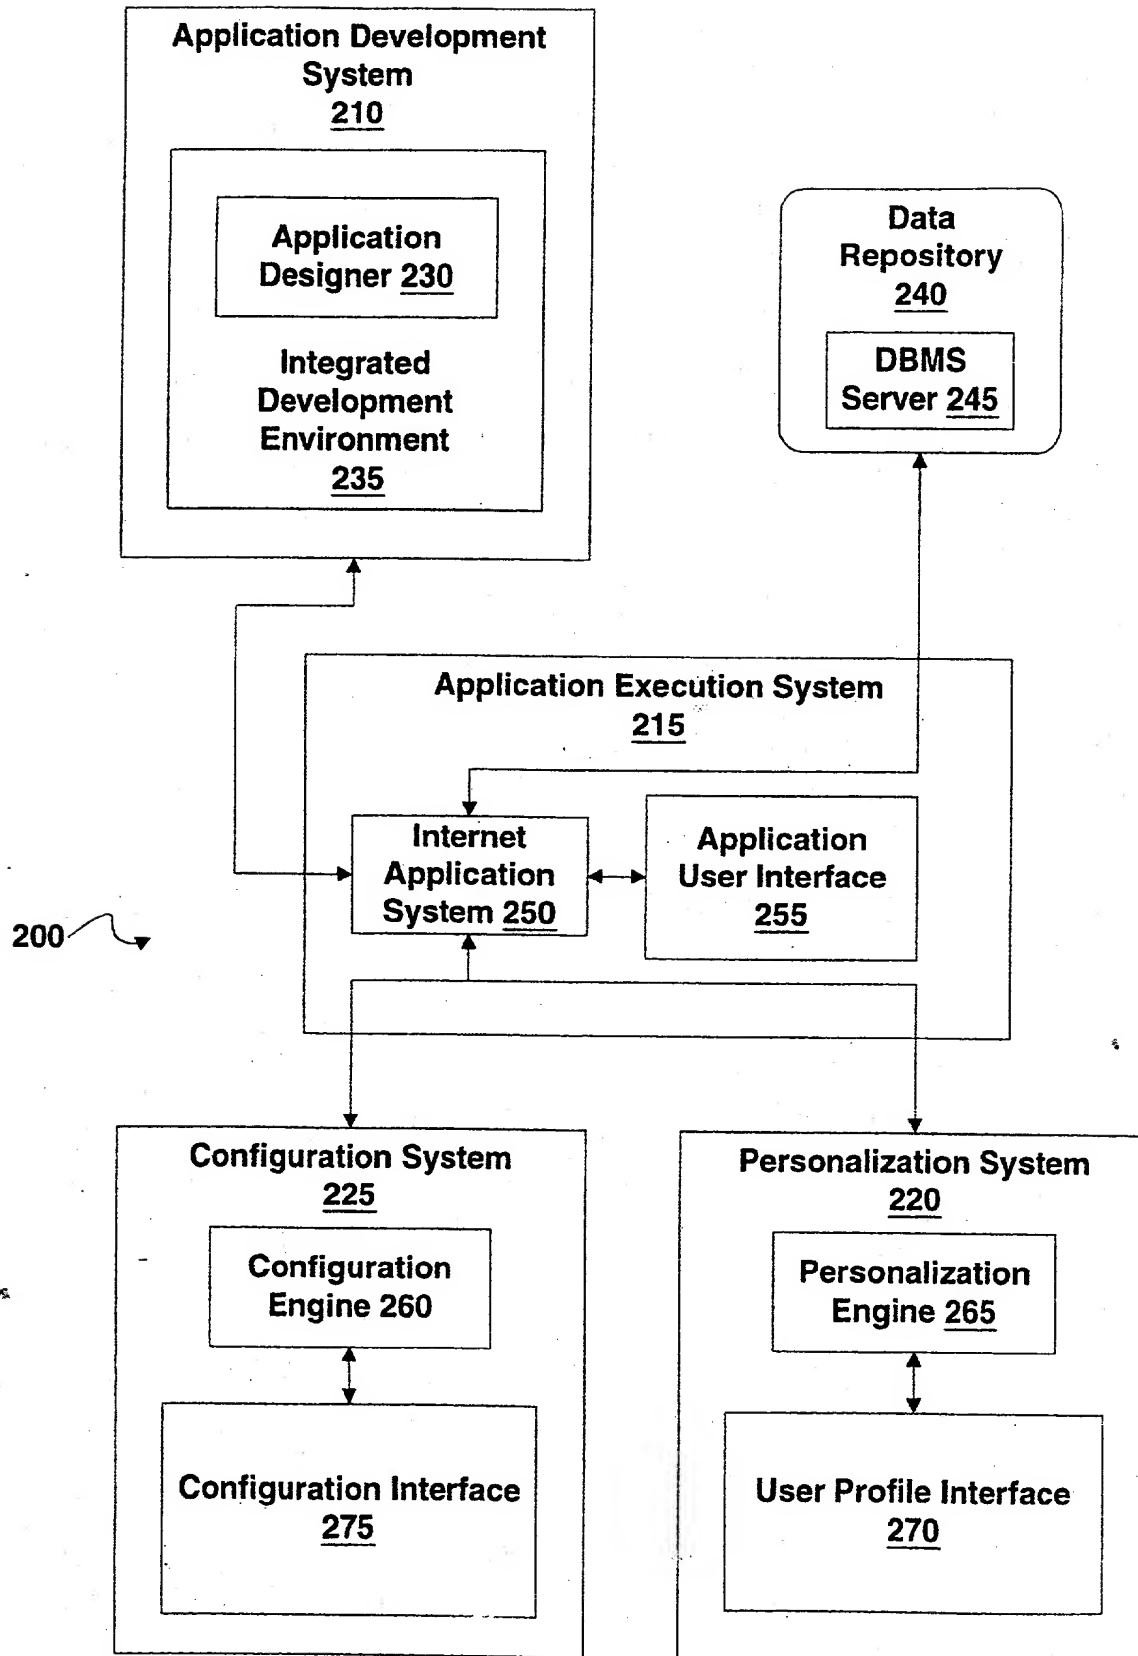 Application Development
System
210
Application
Designer 230
Integrated
Development
Environment
235
Data
Repository
240
DBMS
Server 245
Application Execution System
215
Internet
Application
System 250
Application
User Interface
255
200
Configuration System
225
Configuration
Engine 260
Configuration Interface
275
Personalization System
220
Personalization
Engine 265
User Profile Interface
270